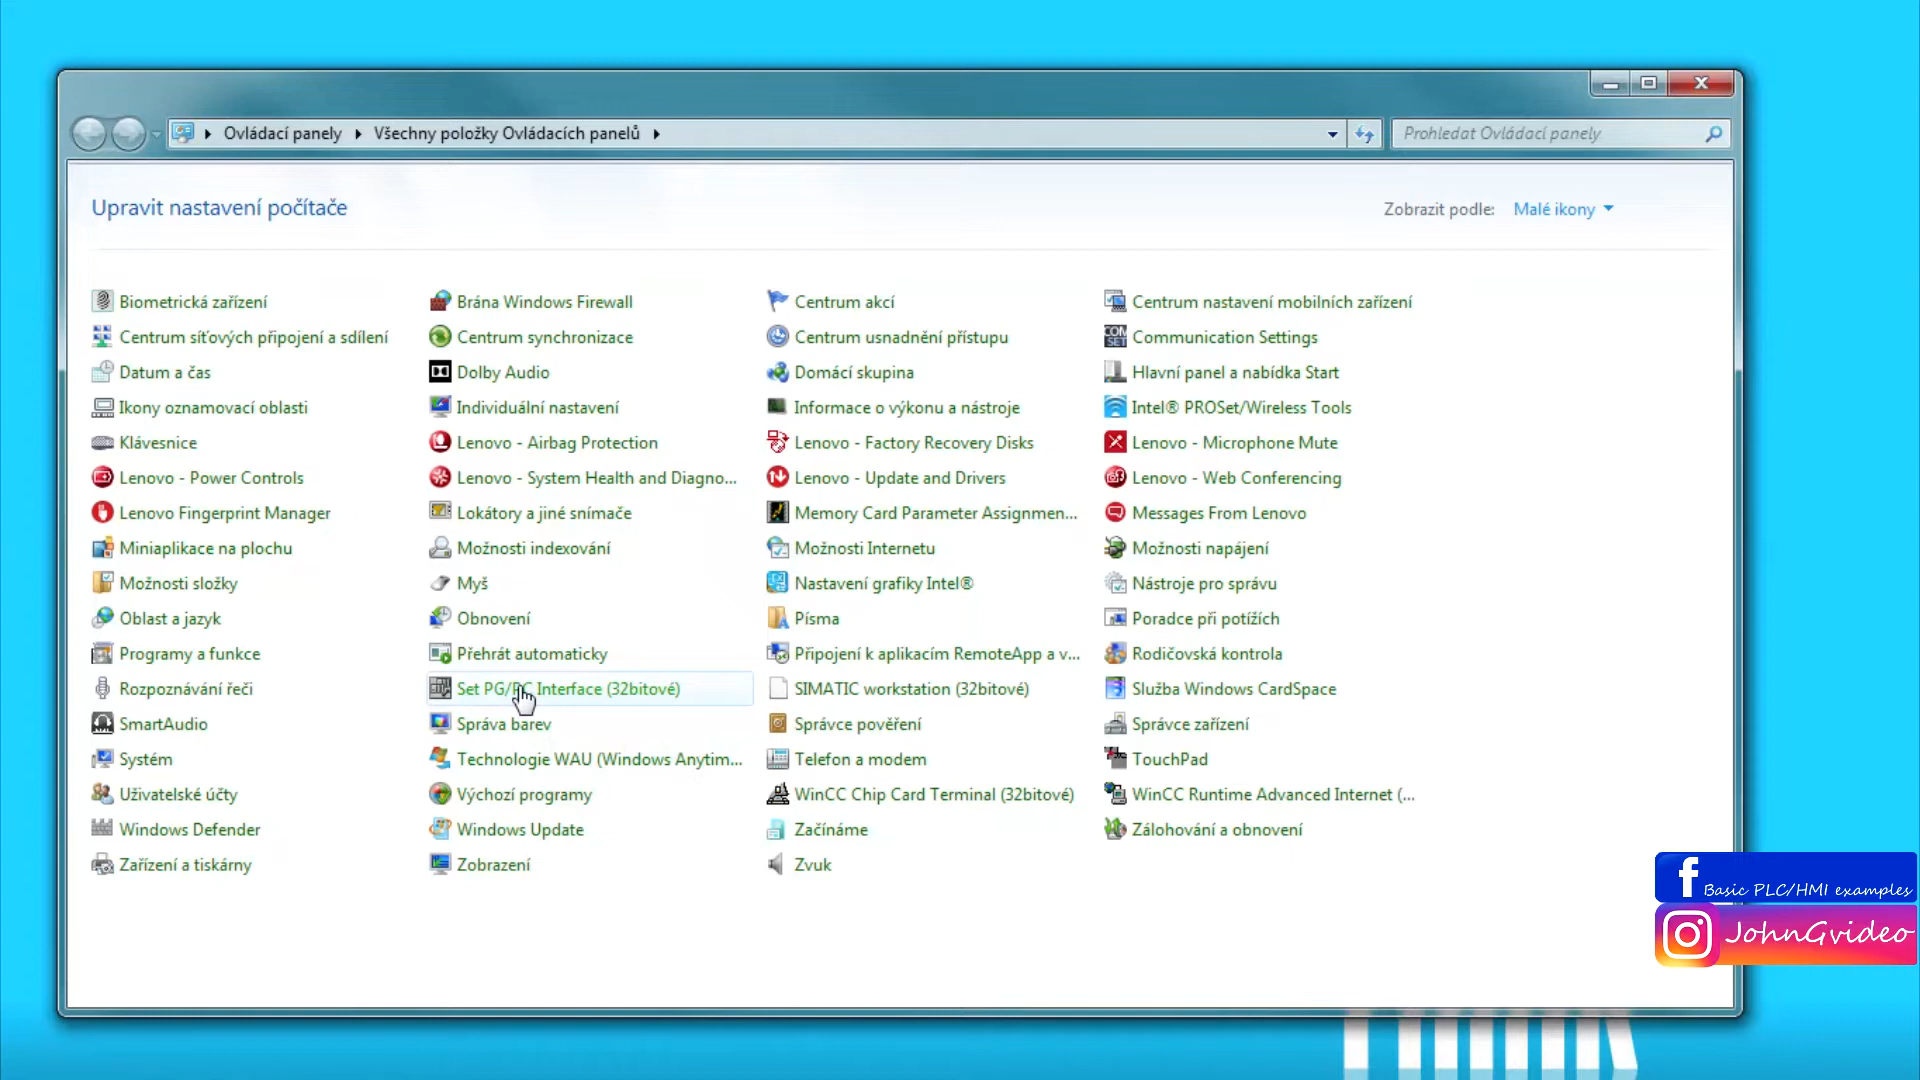 Ovládací panely
Všechny položky Ovládacích panelů
Prohledat Ovládací panely
Upravit nastavení počítače
Zobrazit podle: Malé ikony
Biometrická zařízení
Brána Windows Firewall
Centrum akcí
Centrum nastavení mobilních zařízení
Centrum síťových připojení a sdílení
Centrum synchronizace
Centrum usnadnění přístupu
COM SET
Communication Settings
Datum a čas
Dolby Audio
Domácí skupina
Hlavní panel a nabídka Start
Ikony oznamovací oblasti
Individuální nastavení
Informace o výkonu a nástroje
Intel® PROSet/Wireless Tools
Klávesnice
Lenovo - Airbag Protection
Lenovo - Factory Recovery Disks
Lenovo - Microphone Mute
Lenovo - Power Controls
Lenovo - System Health and Diagno...
Lenovo - Update and Drivers
Lenovo - Web Conferencing
Lenovo Fingerprint Manager
Lokátory a jiné snímače
Memory Card Parameter Assignmen...
Messages From Lenovo
Miniaplikace na plochu
Možnosti indexování
Možnosti Internetu
Možnosti napájení
Možnosti složky
Myš
Nastavení grafiky Intel®
Nástroje pro správu
Oblast a jazyk
Obnovení
Písma
Poradce při potížích
Programy a funkce
Přehrát automaticky
Připojení k aplikacím RemoteApp a v...
Rodičovská kontrola
Rozpoznávání řeči
Set PG/PC Interface (32bitové)
SIMATIC workstation (32bitové)
Služba Windows CardSpace
SmartAudio
Správa barev
Správce pověření
Správce zařízení
Systém
Technologie WAU (Windows Anytim...
Telefon a modem
TouchPad
Uživatelské účty
Výchozí programy
WinCC Chip Card Terminal (32bitové)
WinCC Runtime Advanced Internet (...
Windows Defender
Windows Update
Začínáme
Zálohování a obnovení
Zařízení a tiskárny
Zobrazení
Zvuk
f Basic PLC/HMI examples
JohnGvideo